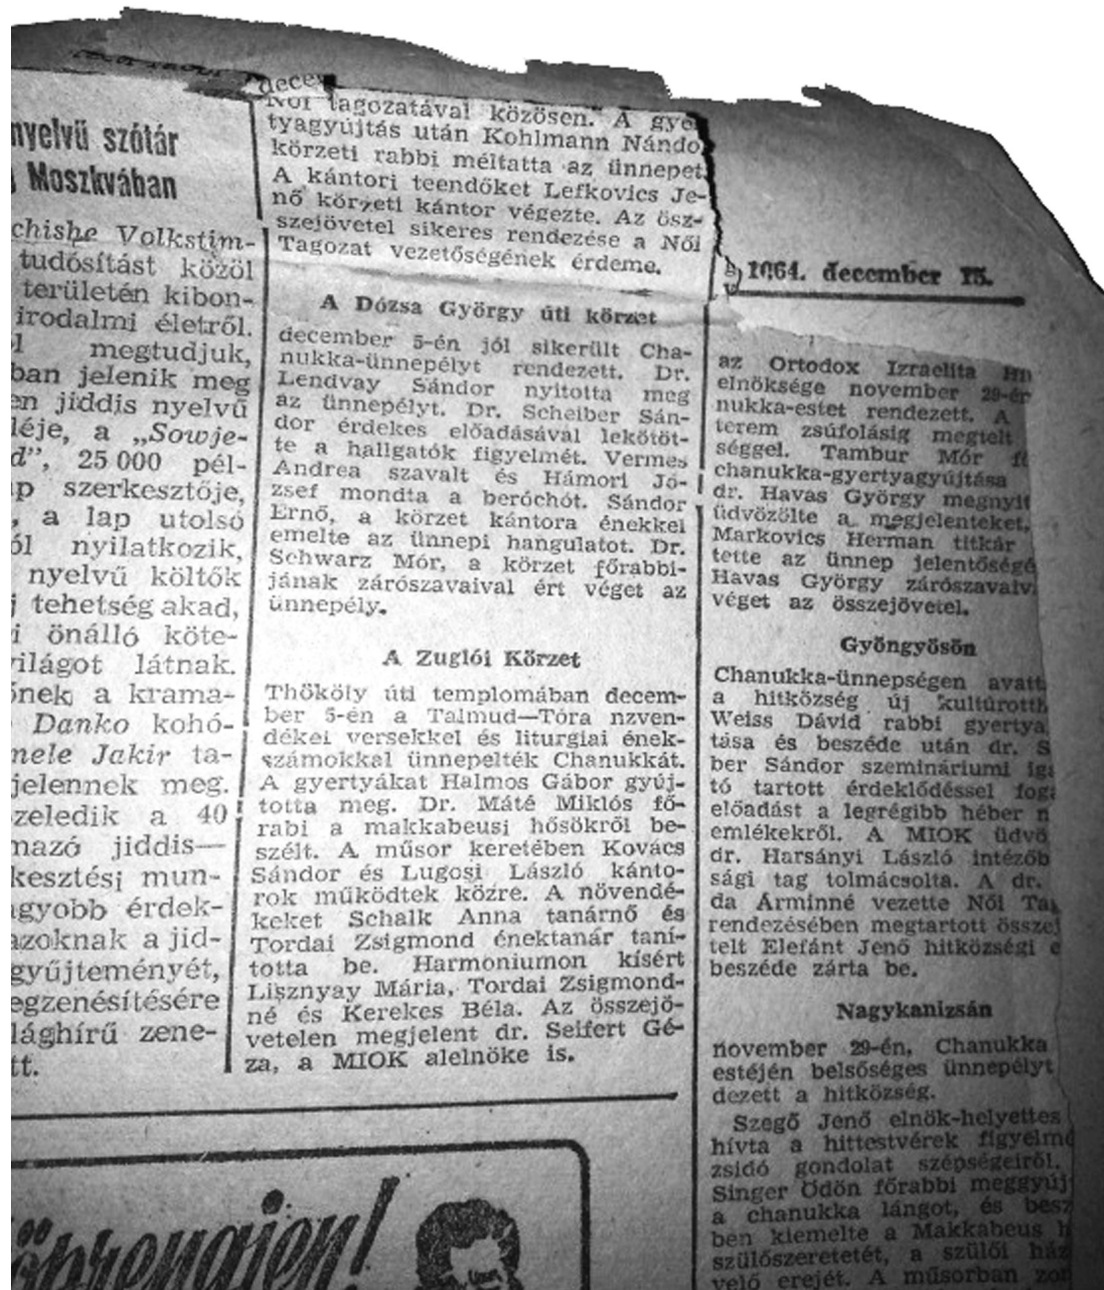 nyelvű szótár
Moszkvában
chishe Volkstim-
tudósítást közöl
területén kibon-
irodalmi életről.
megtudjuk,
ban jelenik meg
en jiddis nyelvű
léje, a „Sowje-
d", 25 000 pél-
p szerkesztője,
, a lap utolsó
ól nyilatkozik,
nyelvű költők
j tehetség akad,
i önálló köte-
világot látnak.
őnek a krama-
Danko kohó-
mele Jakir ta-
jelennek meg.
zeledik a 40
mazó jiddis—
kesztési mun-
agyobb érdek-
azoknak a jid-
gyűjteményét,
egzenésítésére
lághírű zene-
tt.
dece
Női Tagozatával közösen. A gye
tyagyújtás után Kohlmann Nándo
körzeti rabbi méltatta az ünnepet.
A kántori teendőket Lefkovics Je-
nő körzeti kántor végezte. Az ösz-
szejövetel sikeres rendezése a Női
Tagozat vezetőségének érdeme.
A Dózsa György úti körzet
december 5-én jól sikerült Cha-
nukka-ünnepélyt rendezett. Dr.
Lendvay Sándor nyitotta meg
az ünnepélyt. Dr. Scheiber Sán-
dor érdekes előadásával lekötöt-
te a hallgatók figyelmét. Vermes
Andrea szavalt és Hámori Jó-
zsef mondta a beróchót. Sándor
Ernő, a körzet kántora énekkel
emelte az ünnepi hangulatot. Dr.
Schwarz Mór, a körzet főrabbi-
jának zárószavaival ért véget az
ünnepély.
A Zuglói Körzet
Thököly úti templomában decem-
ber 5-én a Talmud—Tóra nzven-
dékei versekkel és liturgiai ének-
számokkal ünnepelték Chanukkát.
A gyertyákat Halmos Gábor gyúj-
totta meg. Dr. Máté Miklós fő-
rabi a makkabeusi hősökről be-
szélt. A műsor keretében Kovács
Sándor és Lugosi László kánto-
rok működtek közre. A növendé-
keket Schalk Anna tanárnő és
Tordai Zsigmond énektanár taní-
totta be. Harmoniumon kísért
Lisznyay Mária, Tordai Zsigmond-
né és Kerekes Béla. Az összejö-
vetelen megjelent dr. Seifert Gé-
za, a MIOK alelnöke is.
1964. december 15.
az Ortodox Izraelita
elnöksége november 29-én
nukka-estet rendezett. A
terem zsúfolásig megtelt
séggel. Tambur Mór
chanukka-gyertyagyújtása
dr. Havas György megnyit
üdvözölte a megjelenteket,
Markovics Herman titkár
tette az ünnep jelentőségé
Havas György zárószavaiv
véget az összejövetel.
Gyöngyösön
Chanukka-ünnepségen avatt
a hitközség új kultúrotth
Weiss Dávid rabbi gyertya
tása és beszéde után dr. S
ber Sándor szemináriumi iga
tó tartott érdeklődéssel foga
előadást a legrégibb héber n
emlékekről. A MIOK üdvö
dr. Harsányi László intézőb
sági tag tolmácsolta. A dr.
da Árminné vezette Női Tag
rendezésében megtartott összej
telt Elefánt Jenő hitközségi e
beszéde zárta be.
Nagykanizsán
november 29-én, Chanukka
estéjén belsőséges ünnepélyt
dezett a hitközség.
Szegő Jenő elnök-helyettes
hívta a hittestvérek figyelmé
zsidó gondolat szépségeiről.
Singer Ödön főrabbi meggyúj
a chanukka lángot, és besz
ben kiemelte a Makkabeus h
szülőszeretetét, a szülői ház
velő erejét. A műsorban
öprengjen!